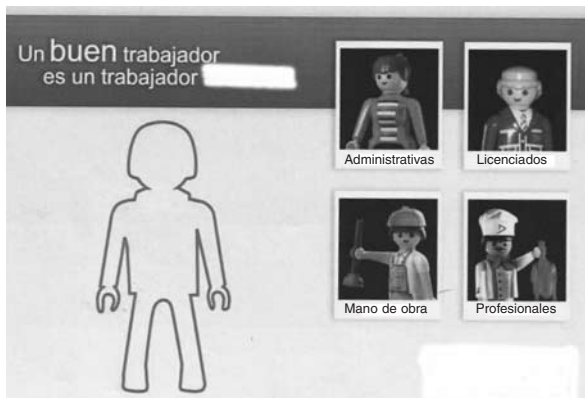 Un buen trabajador
es un trabajador
Administrativas
Licenciados
Mano de obra
Profesionales